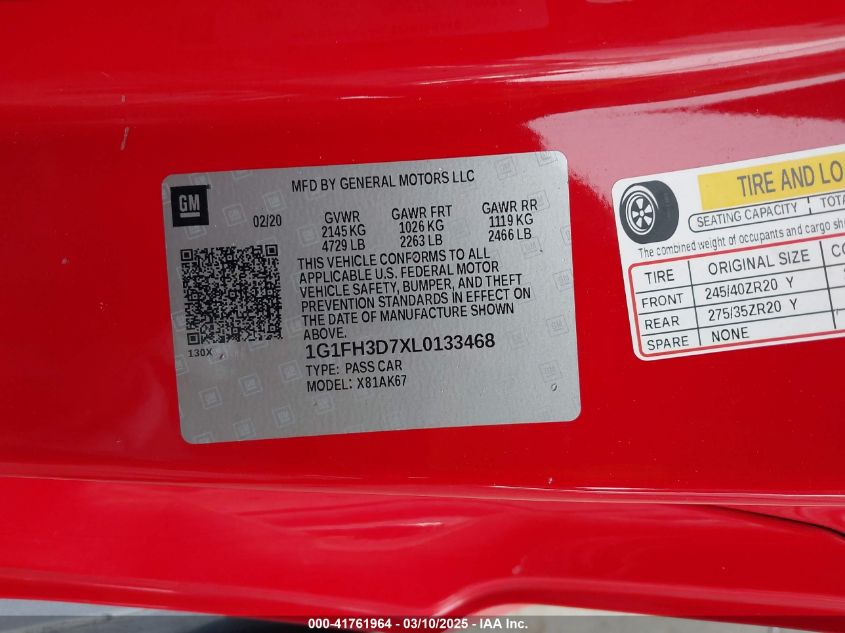 MFD BY GENERAL MOTORS LLC
GM
02/20
GVWR GAWR FRT GAWR RR
2145 KG 1026 KG 1119 KG
4729 LB 2263 LB 2466 LB
THIS VEHICLE CONFORMS TO ALL
APPLICABLE U.S. FEDERAL MOTOR
VEHICLE SAFETY, BUMPER, AND THEFT
PREVENTION STANDARDS IN EFFECT ON
THE DATE OF MANUFACTURE SHOWN
ABOVE.
130X
1G1FH3D7XL0133468
TYPE: PASS CAR
MODEL: X81AK67
TIRE AND LO
SEATING CAPACITY TOTA
The combined weight of occupants and cargo sh
TIRE ORIGINAL SIZE CO
FRONT 245/40ZR20 Y
REAR 275/35ZR20 Y
SPARE NONE
000-41761964 - 03/10/2025 - IAA Inc.